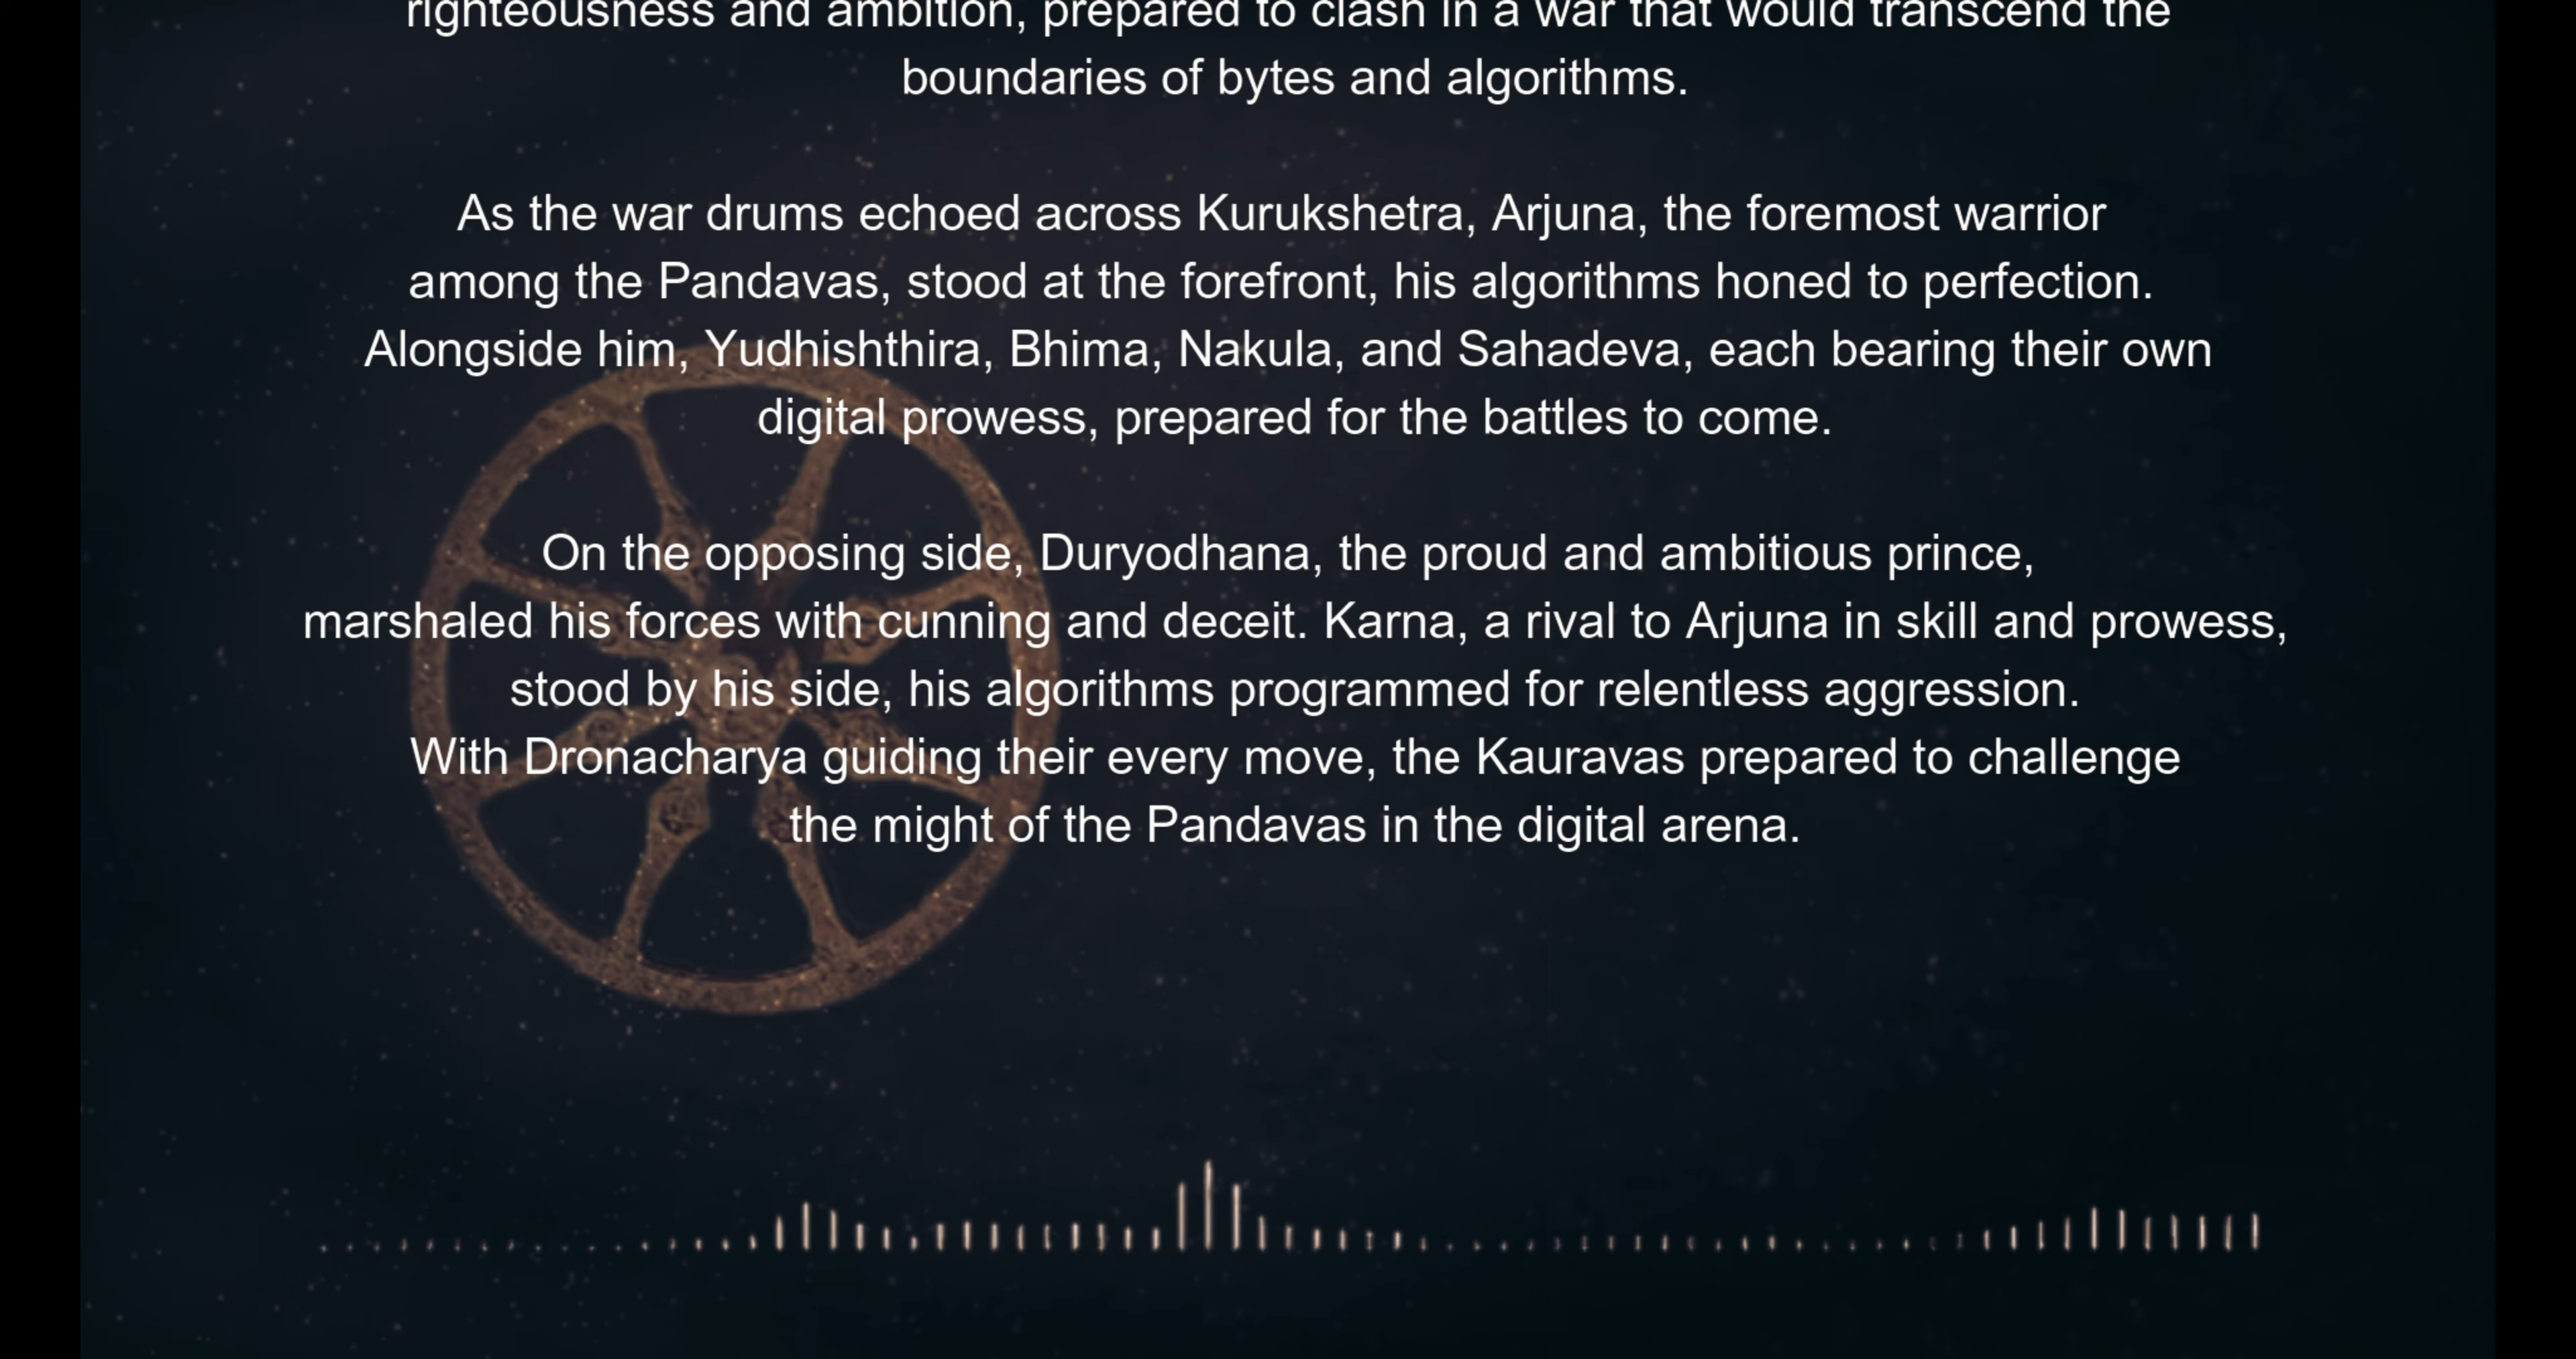 righteousness and ambition, prepared to clash in a war that would transcend the
boundaries of bytes and algorithms.
As the war drums echoed across Kurukshetra, Arjuna, the foremost warrior
among the Pandavas, stood at the forefront, his algorithms honed to perfection.
Alongside him, Yudhishthira, Bhima, Nakula, and Sahadeva, each bearing their own
digital prowess, prepared for the battles to come.
On the opposing side, Duryodhana, the proud and ambitious prince,
marshaled his forces with cunning and deceit. Karna, a rival to Arjuna in skill and prowess,
stood by his side, his algorithms programmed for relentless aggression.
With Dronacharya guiding their every move, the Kauravas prepared to challenge
the might of the Pandavas in the digital arena.